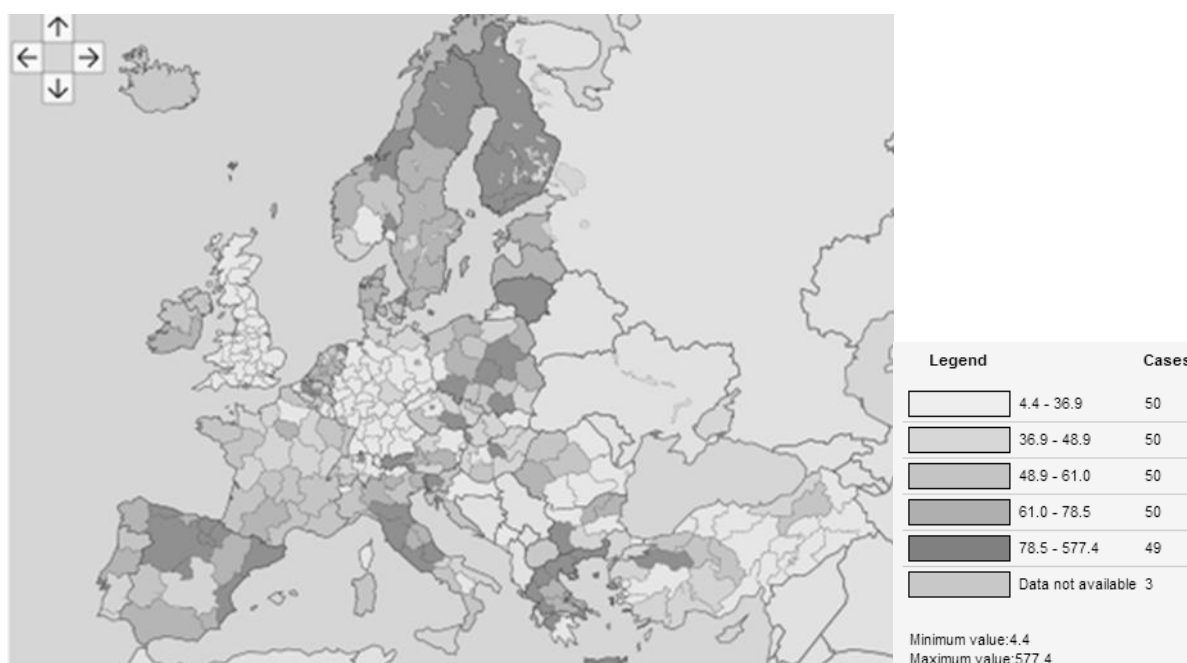 Legend Cases
4.4 - 36.9 50
36.9 - 48.9 50
48.9 - 61.0 50
61.0 - 78.5 50
78.5 - 577.4 49
Data not available 3
Minimum value:4.4
Maximum value:577.4